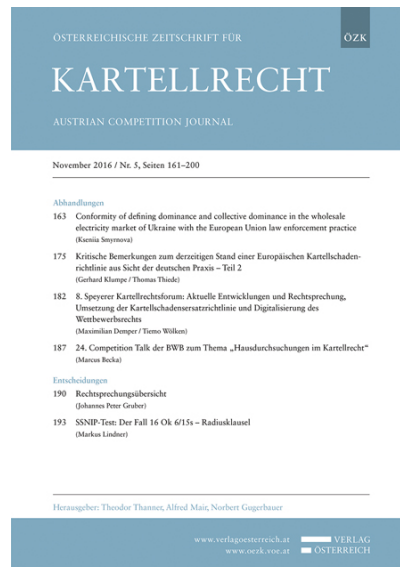 ÖSTERREICHISCHE ZEITSCHRIFT FÜR
ÖZK
KARTELLRECHT
AUSTRIAN COMPETITION JOURNAL
November 2016 / Nr. 5, Seiten 161–200
Abhandlungen
163 Conformity of defining dominance and collective dominance in the wholesale
electricity market of Ukraine with the European Union law enforcement practice
(Kseniia Smyrnova)
175 Kritische Bemerkungen zum derzeitigen Stand einer Europäischen Kartellschaden-
richtlinie aus Sicht der deutschen Praxis – Teil 2
(Gerhard Klumpe / Thomas Thiede)
182 8. Speyerer Kartellrechtsforum: Aktuelle Entwicklungen und Rechtsprechung,
Umsetzung der Kartellschadensersatzrichtlinie und Digitalisierung des
Wettbewerbsrechts
(Maximilian Demper / Tiemo Wölken)
187 24. Competition Talk der BWB zum Thema „Hausdurchsuchungen im Kartellrecht“
(Marcus Becka)
Entscheidungen
190 Rechtsprechungsübersicht
(Johannes Peter Gruber)
193 SSNIP-Test: Der Fall 16 Ok 6/15s – Radiusklausel
(Markus Lindner)
Herausgeber: Theodor Thanner, Alfred Mair, Norbert Gugerbauer
www.verlagoesterreich.at
www.oezk.voe.at
VERLAG
ÖSTERREICH